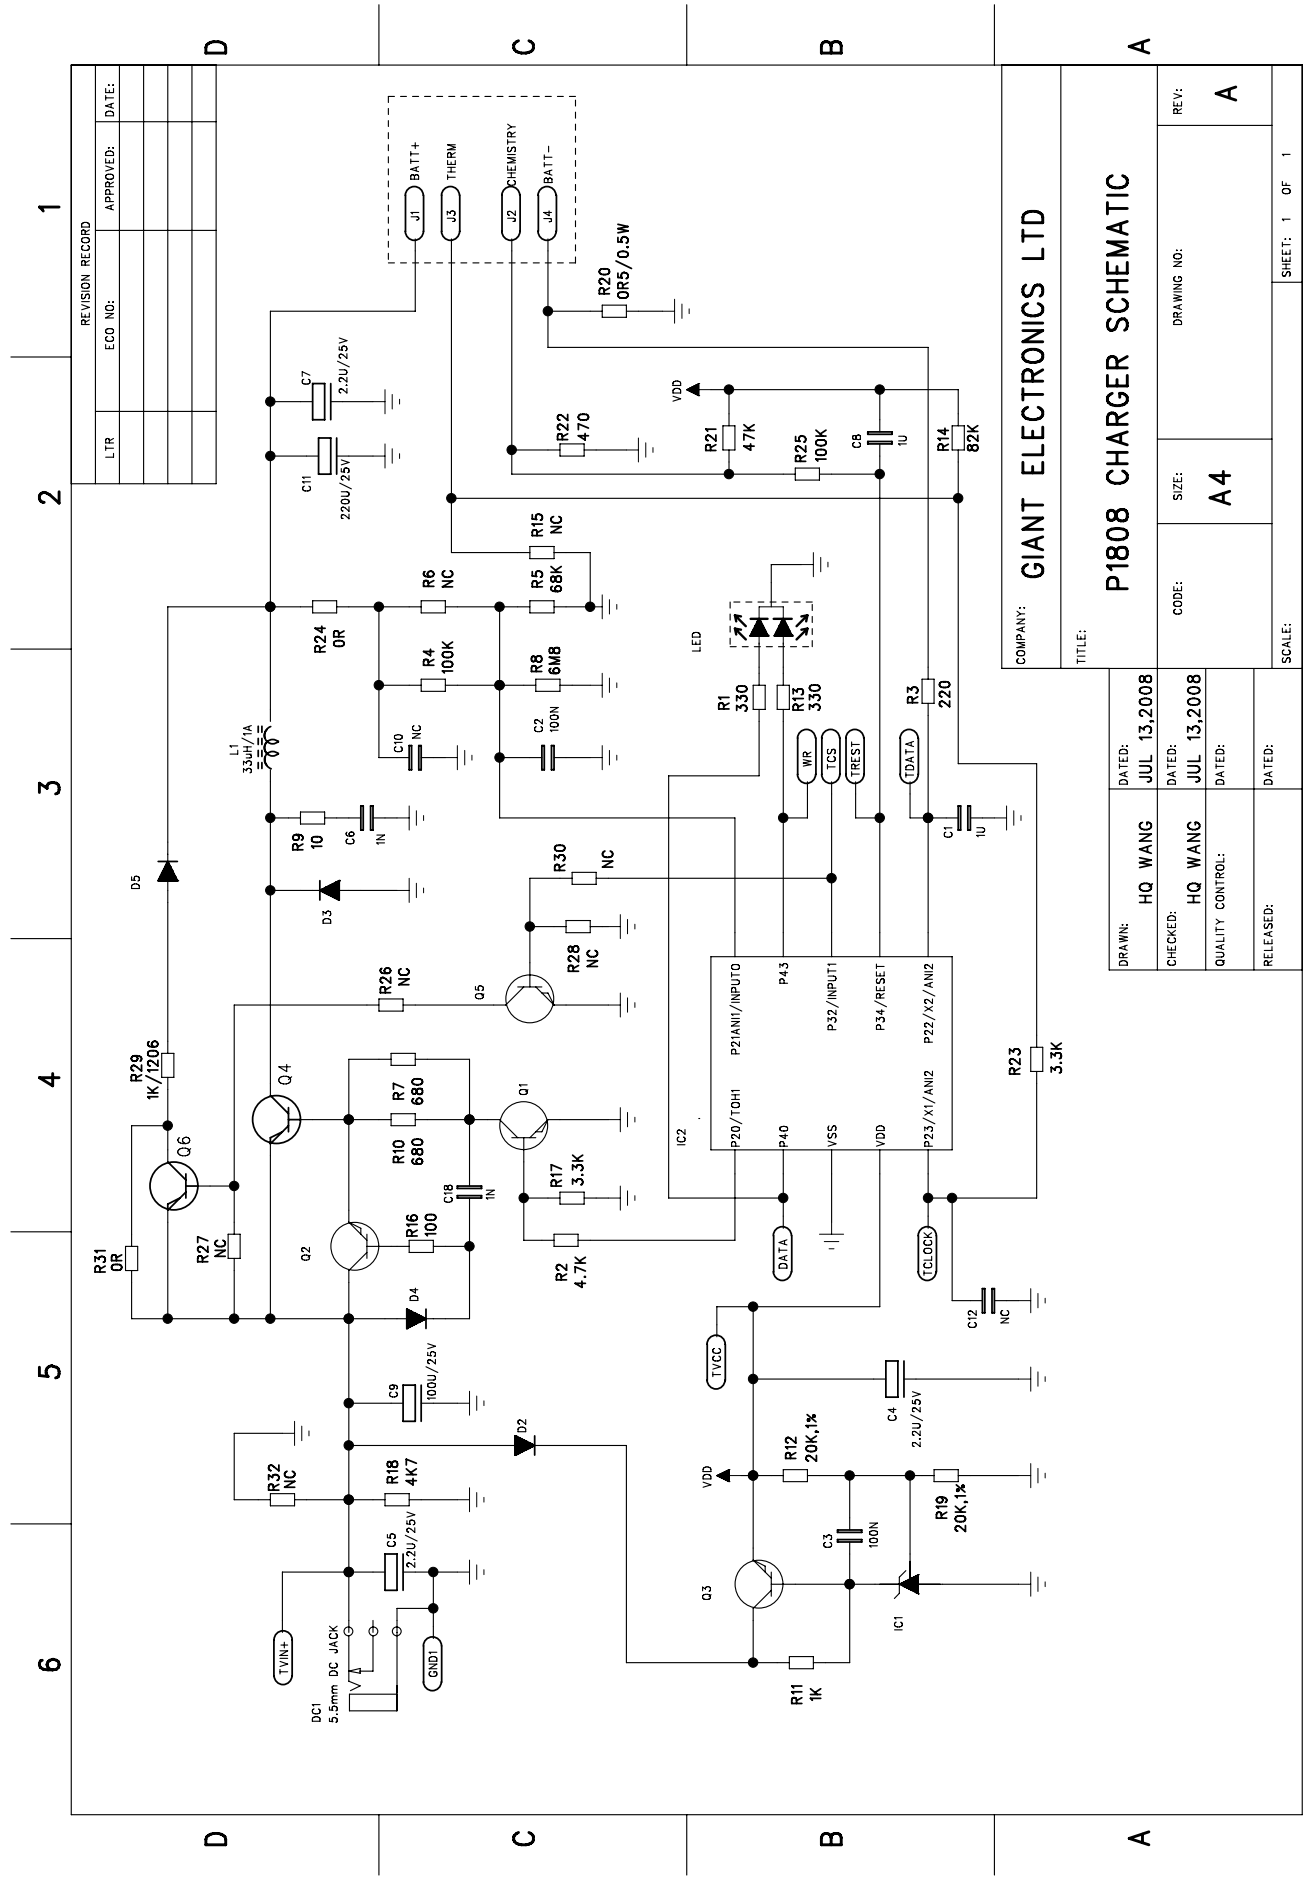 6
5
4
3
2
1
D
C
B
A
REVISION RECORD
LTR
ECO NO:
APPROVED:
DATE:
R31
0R
Q6
R29
1K/1206
D5
R27
NC
Q4
L1
33uH/1A
C11
220U/25V
C7
2.2U/25V
TVIN+
R32
NC
Q2
D3
R9
10
C6
1N
R24
0R
DC1
5.5mm DC JACK
C5
2.2U/25V
R18
4K7
C9
100U/25V
D4
R16
100
C18
1N
R10
680
R7
680
R26
NC
C10
NC
R4
100K
R6
NC
J1
BATT+
J3
THERM
J2
CHEMISTRY
J4
BATT-
GND1
D2
Q1
Q5
R2
4.7K
R17
3.3K
R28
NC
R30
NC
C2
100N
R8
6M8
R5
68K
R15
NC
R22
470
R20
0R5/0.5W
Q3
VDD
TVCC
IC2
LED
VDD
R11
1K
R12
20K,1%
C3
100N
DATA
P20/TOH1
P21ANI1/INPUT0
P40
P43
VSS
P32/INPUT1
VDD
P34/RESET
P23/X1/ANI2
P22/X2/ANI2
R1
330
R13
330
WR
TCS
TREST
TDATA
R21
47K
R25
100K
C8
1U
IC1
R19
20K,1%
C4
2.2U/25V
TCLOCK
C12
NC
C1
1U
R3
220
R14
82K
R23
3.3K
COMPANY:
GIANT ELECTRONICS LTD
TITLE:
P1808 CHARGER SCHEMATIC
DRAWN:
HQ WANG
DATED:
JUL 13,2008
CHECKED:
HQ WANG
DATED:
JUL 13,2008
QUALITY CONTROL:
DATED:
RELEASED:
DATED:
CODE:
SIZE:
A4
DRAWING NO:
REV:
A
SCALE:
SHEET: 1 OF 1
D
C
B
A